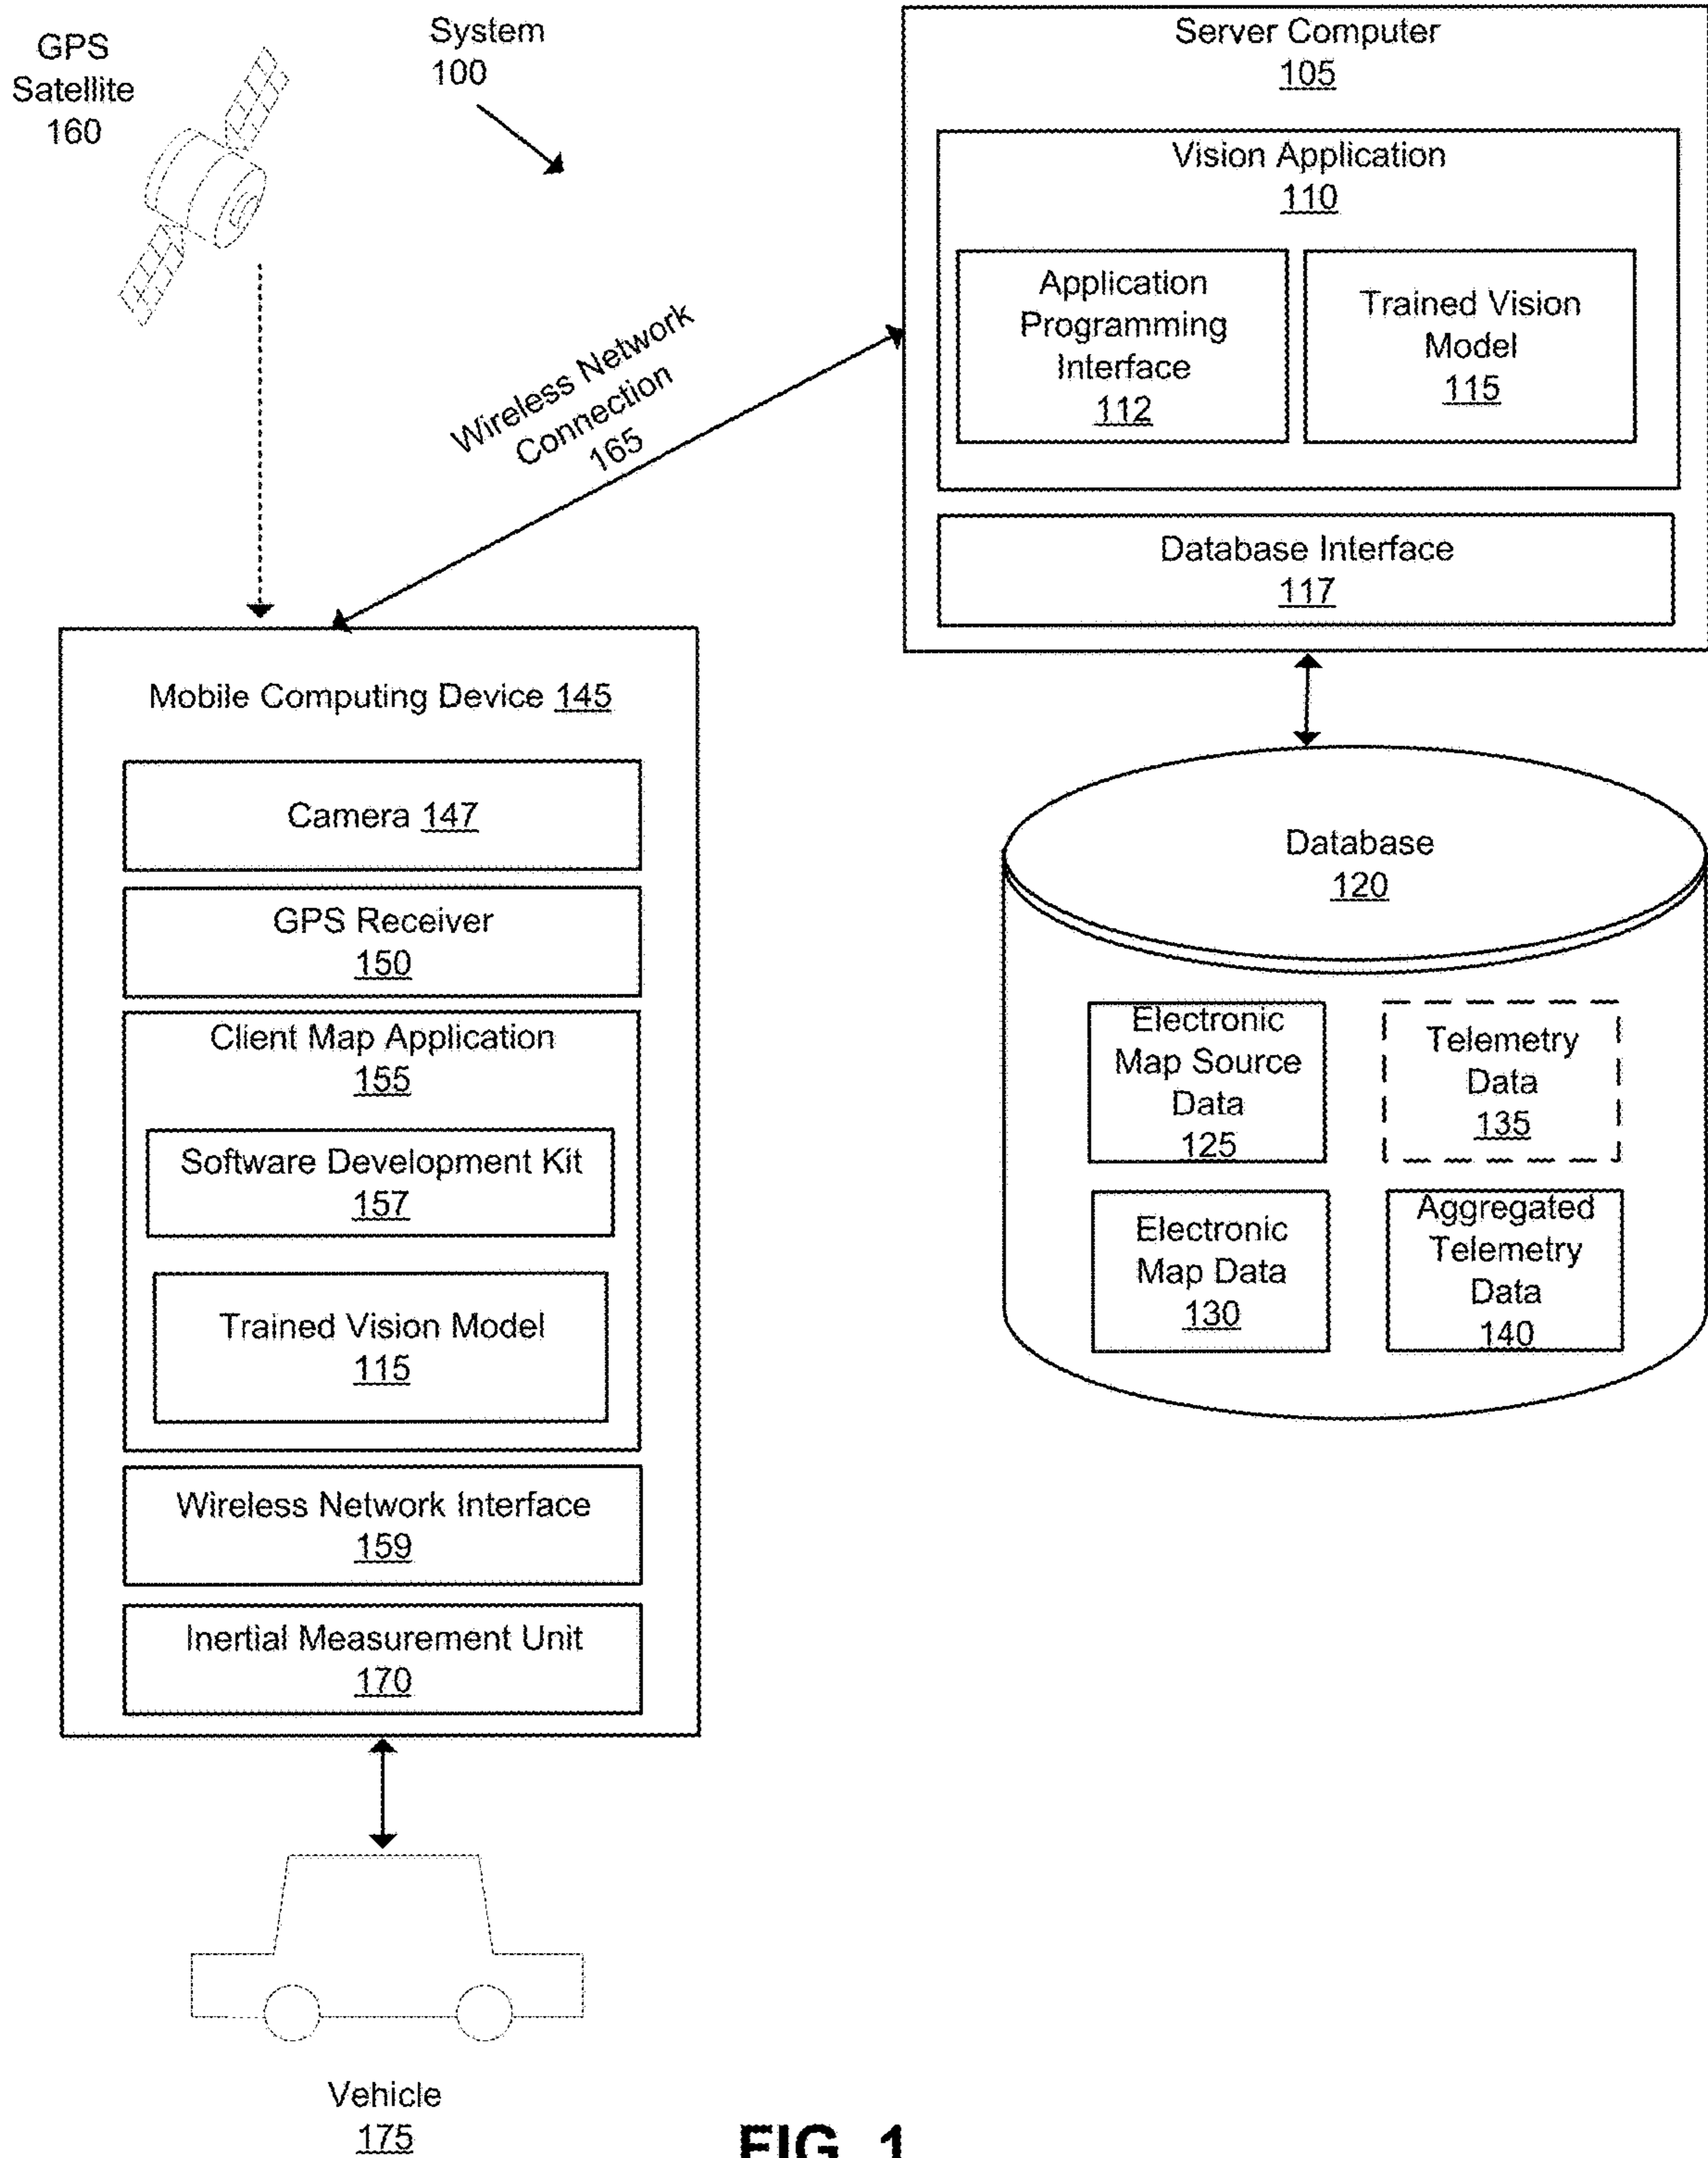 GPS
Satellite
160
System
100
Wireless Network
Connection
165
Server Computer
105
Vision Application
110
Application
Programming
Interface
112
Trained Vision
Model
115
Database Interface
117
Mobile Computing Device 145
Camera 147
GPS Receiver
150
Client Map Application
155
Software Development Kit
157
Trained Vision Model
115
Wireless Network Interface
159
Inertial Measurement Unit
170
Database
120
Electronic
Map Source
Data
125
Telemetry
Data
135
Electronic
Map Data
130
Aggregated
Telemetry
Data
140
Vehicle
175
FIG. 1